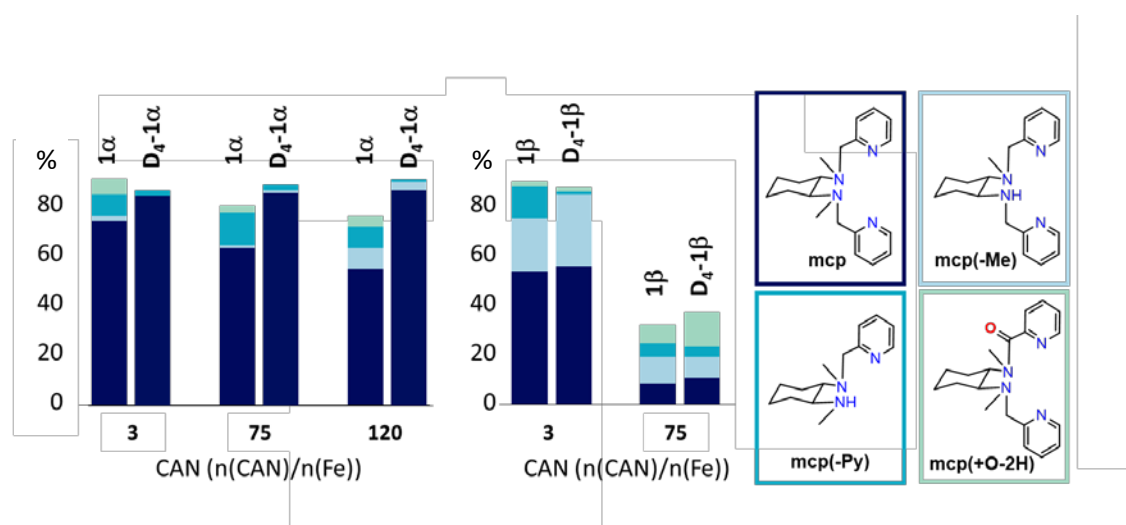 %
1α
D₄-1α
1α
D₄-1α
1α
D₄-1α
80
60
40
20
0
3
75
120
CAN (n(CAN)/n(Fe))
%
1β
D₄-1β
1β
D₄-1β
80
60
40
20
0
3
75
CAN (n(CAN)/n(Fe))
N
N
N
N
mcp
N
N
NH
N
mcp(-Me)
N
N
NH
mcp(-Py)
O
N
N
N
N
mcp(+O-2H)